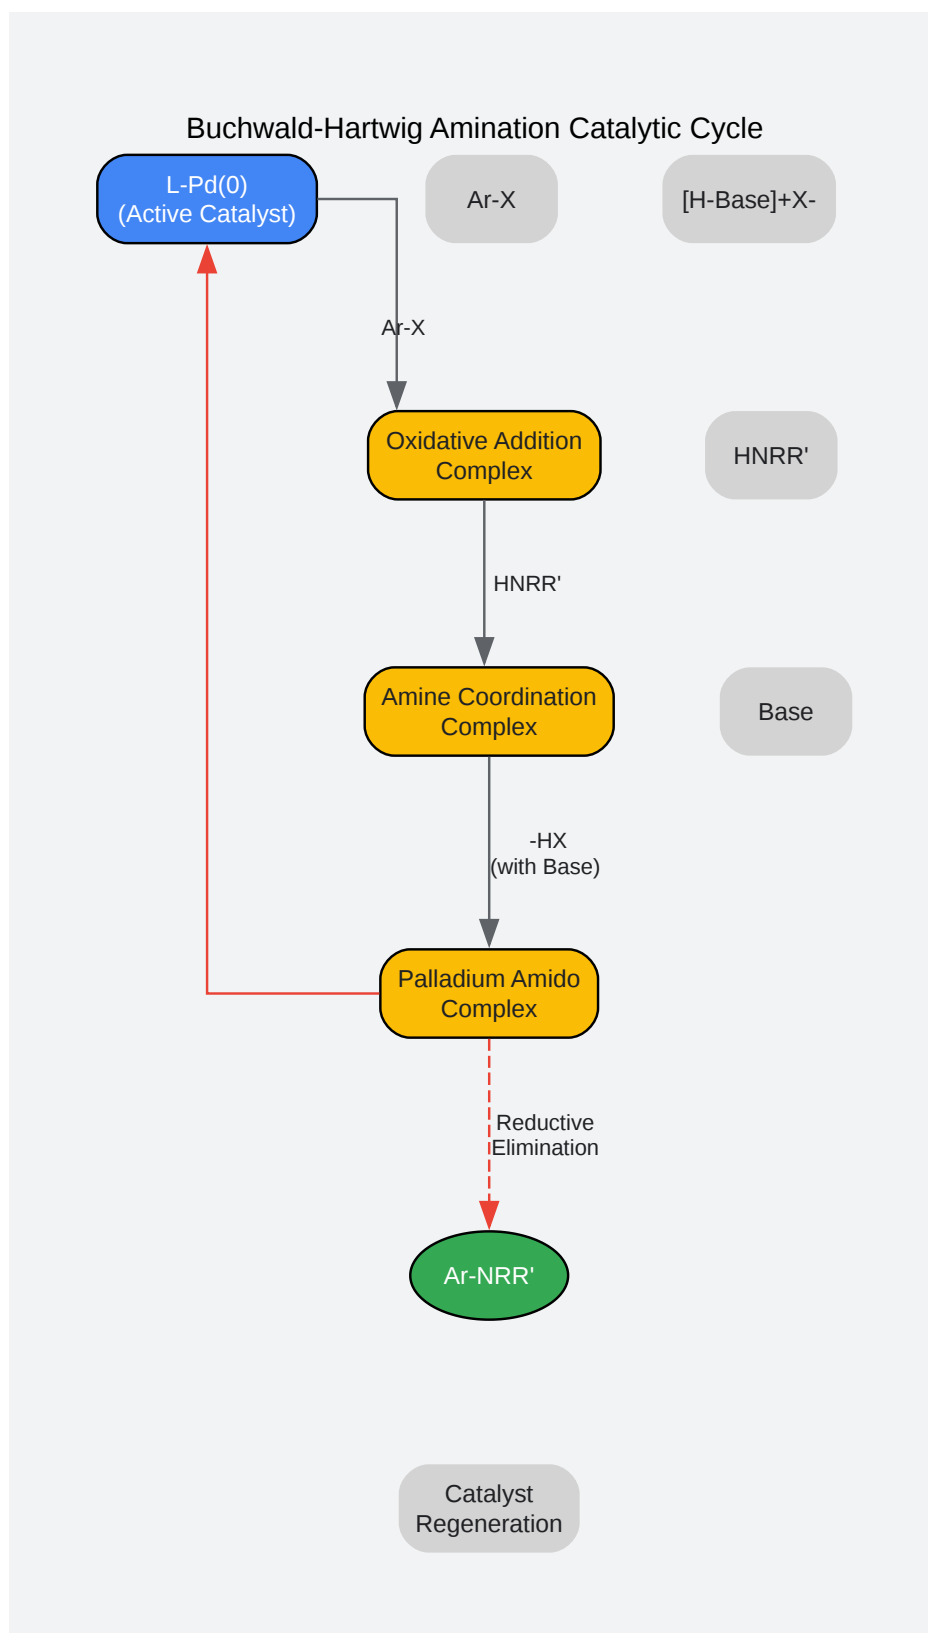 Buchwald-Hartwig Amination Catalytic Cycle
L-Pd(0)
(Active Catalyst)
Ar-X
[H-Base]+X-
Ar-X
Oxidative Addition
Complex
HNRR'
HNRR'
Amine Coordination
Complex
Base
-HX
(with Base)
Palladium Amido
Complex
Reductive
Elimination
Ar-NRR'
Catalyst
Regeneration